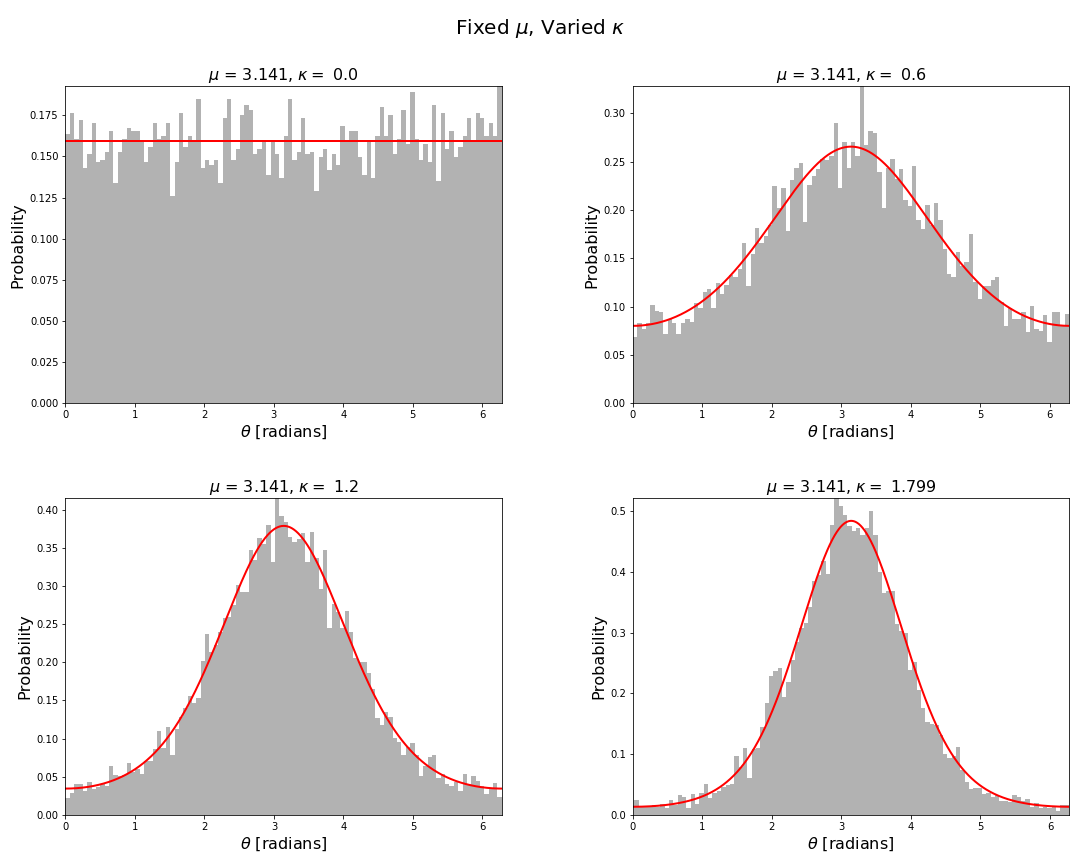 Fixed μ, Varied κ
μ = 3.141, κ = 0.0
Probability
0.175
0.150
0.125
0.100
0.075
0.050
0.025
0.000
0 1 2 3 4 5 6
θ [radians]
μ = 3.141, κ = 0.6
Probability
0.30
0.25
0.20
0.15
0.10
0.05
0.00
0 1 2 3 4 5 6
θ [radians]
μ = 3.141, κ = 1.2
Probability
0.40
0.35
0.30
0.25
0.20
0.15
0.10
0.05
0.00
0 1 2 3 4 5 6
θ [radians]
μ = 3.141, κ = 1.799
Probability
0.5
0.4
0.3
0.2
0.1
0.0
0 1 2 3 4 5 6
θ [radians]